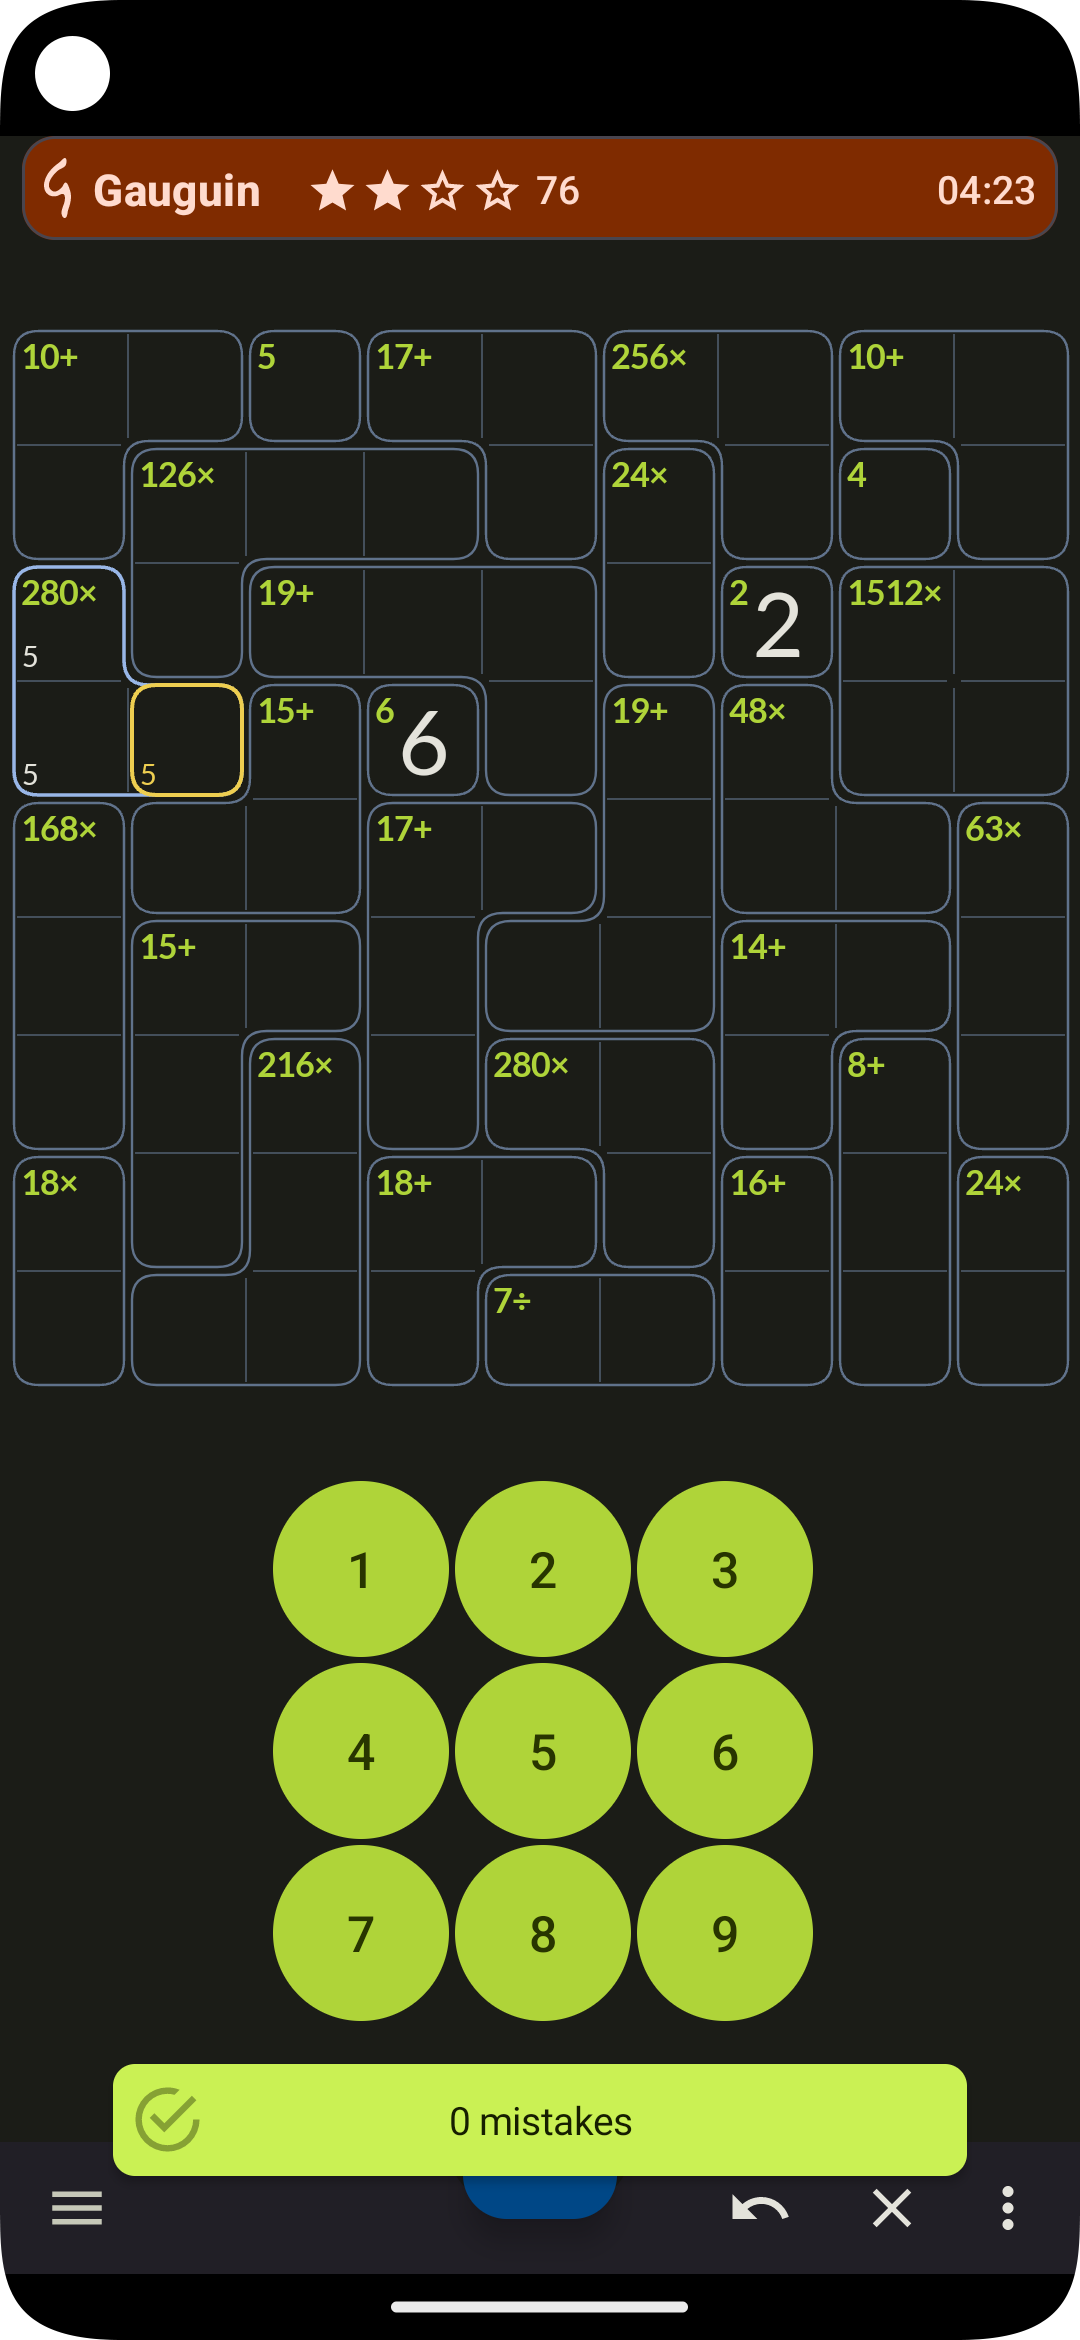 Gauguin 76 04:23
10+ 5 17+ 256× 10+
126× 24× 4
280× 19+ 2 2 1512×
5
15+ 6 6 19+ 48×
5 5
168× 17+ 63×
15+ 14+
216× 280× 8+
18× 18+ 16+ 24×
7÷
1 2 3
4 5 6
7 8 9
0 mistakes